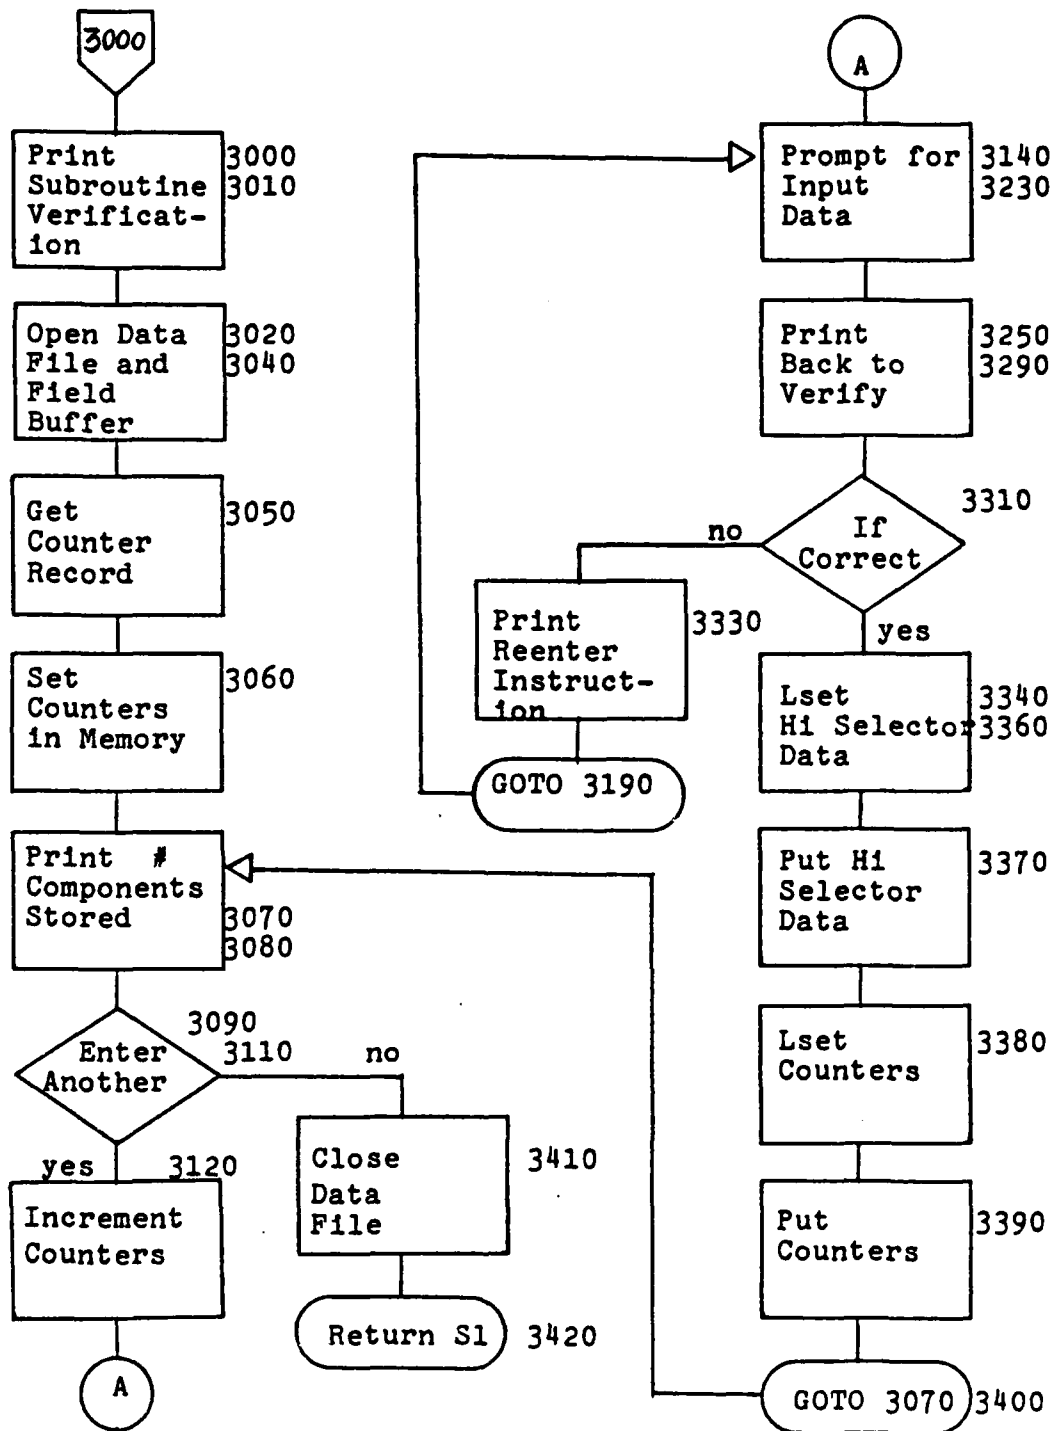 3000
Print 3000
Subroutine 3010
Verificat-
ion
Open Data 3020
File and 3040
Field
Buffer
Get 3050
Counter
Record
Set 3060
Counters
in Memory
Print #
Components
Stored 3070
3080
3090
Enter 3110 no
Another
yes 3120
Increment
Counters
A
Close 3410
Data
File
Return S1 3420
A
Prompt for 3140
Input 3230
Data
Print 3250
Back to 3290
Verify
3310
If
Correct
no
yes
Print 3330
Reenter
Instruct-
ion
GOTO 3190
Lset 3340
Hi Selector 3360
Data
Put Hi 3370
Selector
Data
Lset 3380
Counters
Put 3390
Counters
GOTO 3070 3400